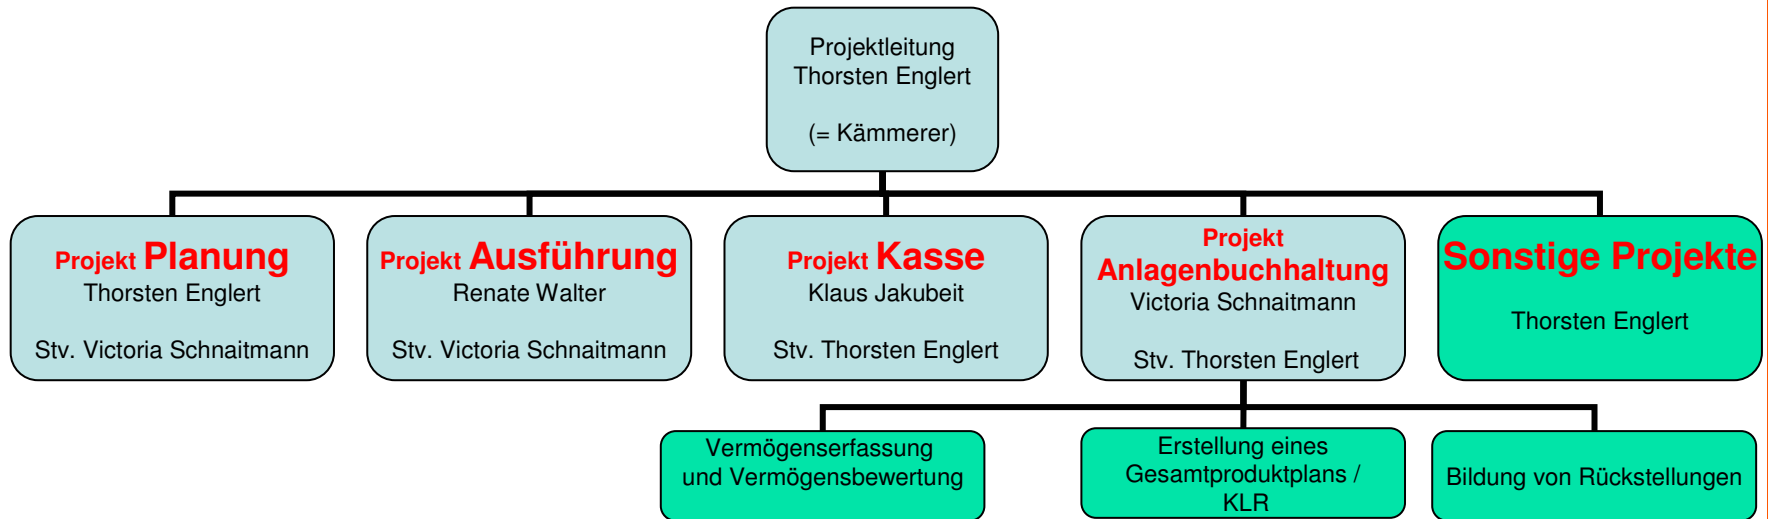 Projektleitung
Thorsten Englert
(= Kämmerer)
Projekt Planung
Thorsten Englert
Stv. Victoria Schnaitmann
Projekt Ausführung
Renate Walter
Stv. Victoria Schnaitmann
Projekt Kasse
Klaus Jakubeit
Stv. Thorsten Englert
Projekt
Anlagenbuchhaltung
Victoria Schnaitmann
Stv. Thorsten Englert
Sonstige Projekte
Thorsten Englert
Vermögenserfassung
und Vermögensbewertung
Erstellung eines
Gesamtproduktplans /
KLR
Bildung von Rückstellungen